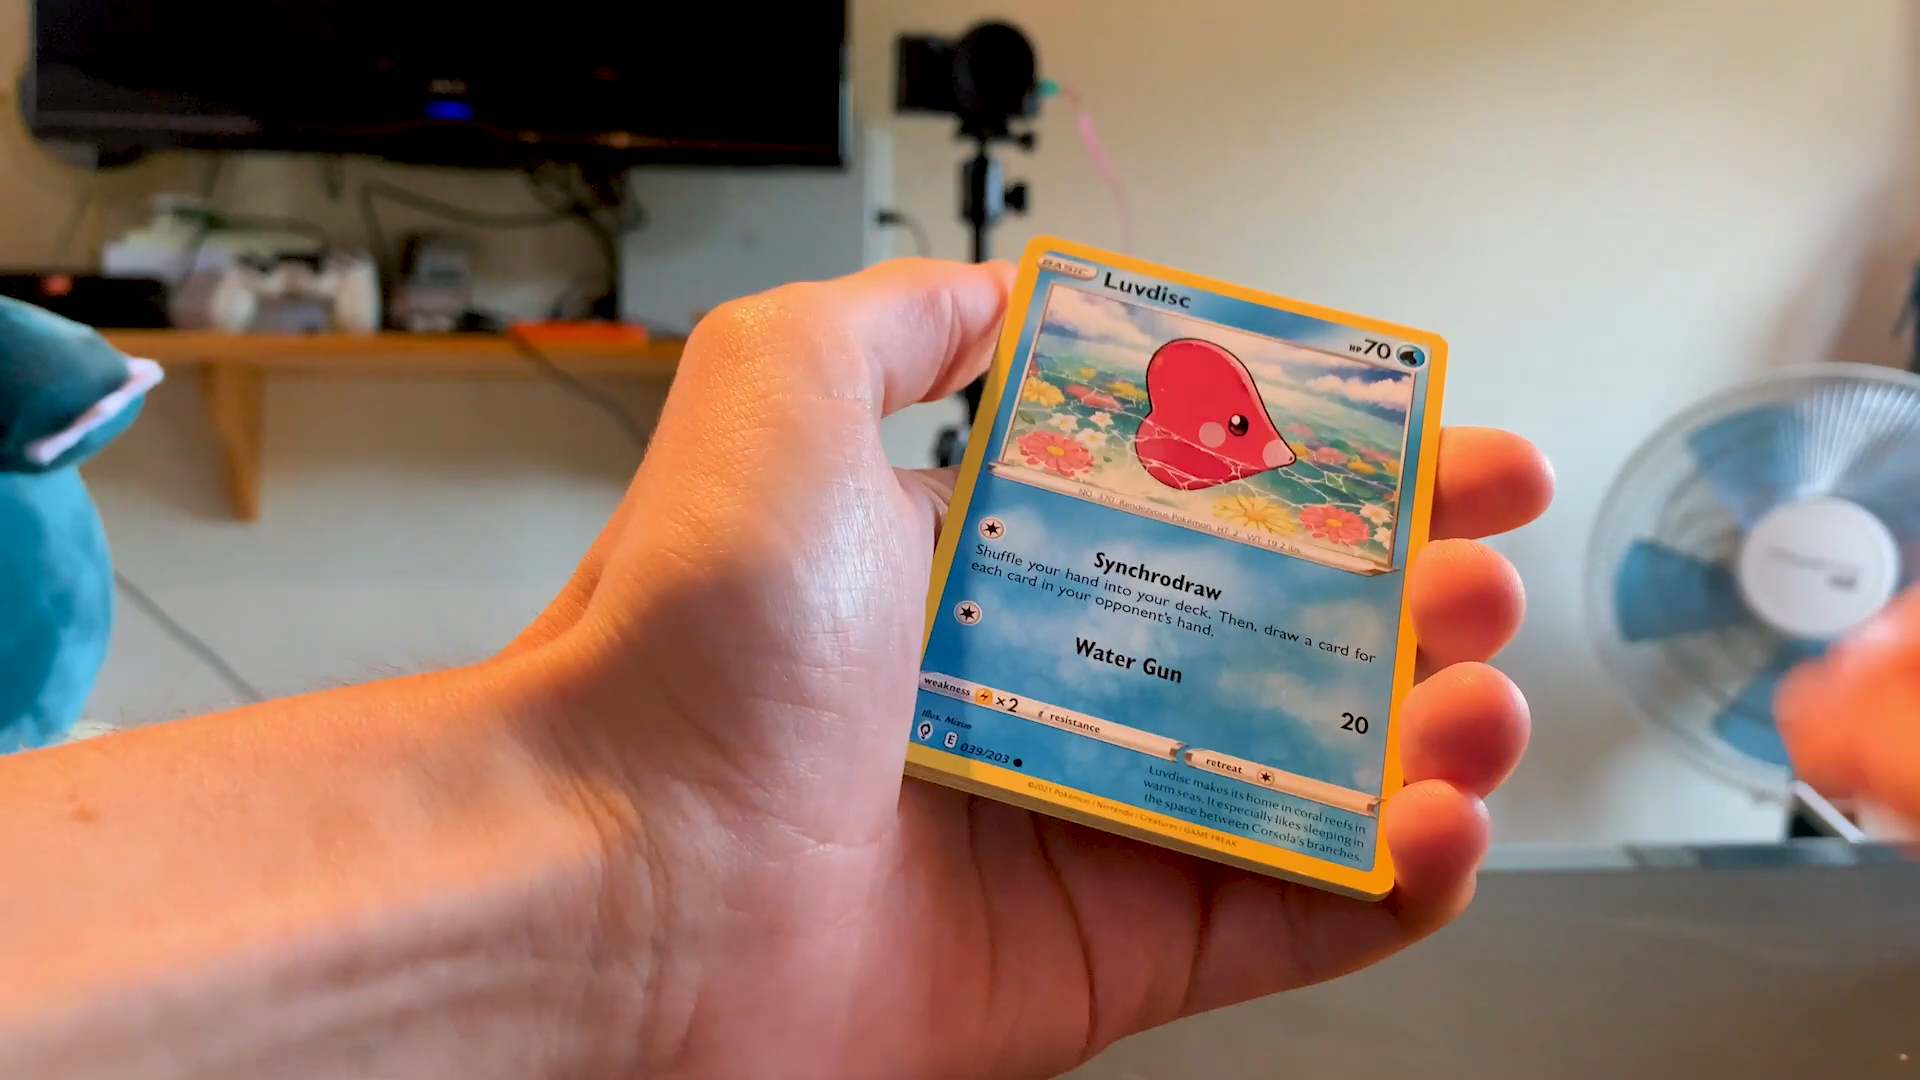 BASIC Luvdisc HP 70
NO. 370 Rendezvous Pokémon HT: 2' WT: 19.2 lbs.
Synchrodraw
Shuffle your hand into your deck. Then, draw a card for
each card in your opponent's hand.
Water Gun 20
weakness ×2 resistance retreat
Illus. Mizue
E 039/203
Luvdisc makes its home in coral reefs in
warm seas. It especially likes sleeping in
the space between Corsola's branches.
©2021 Pokémon / Nintendo / Creatures / GAME FREAK